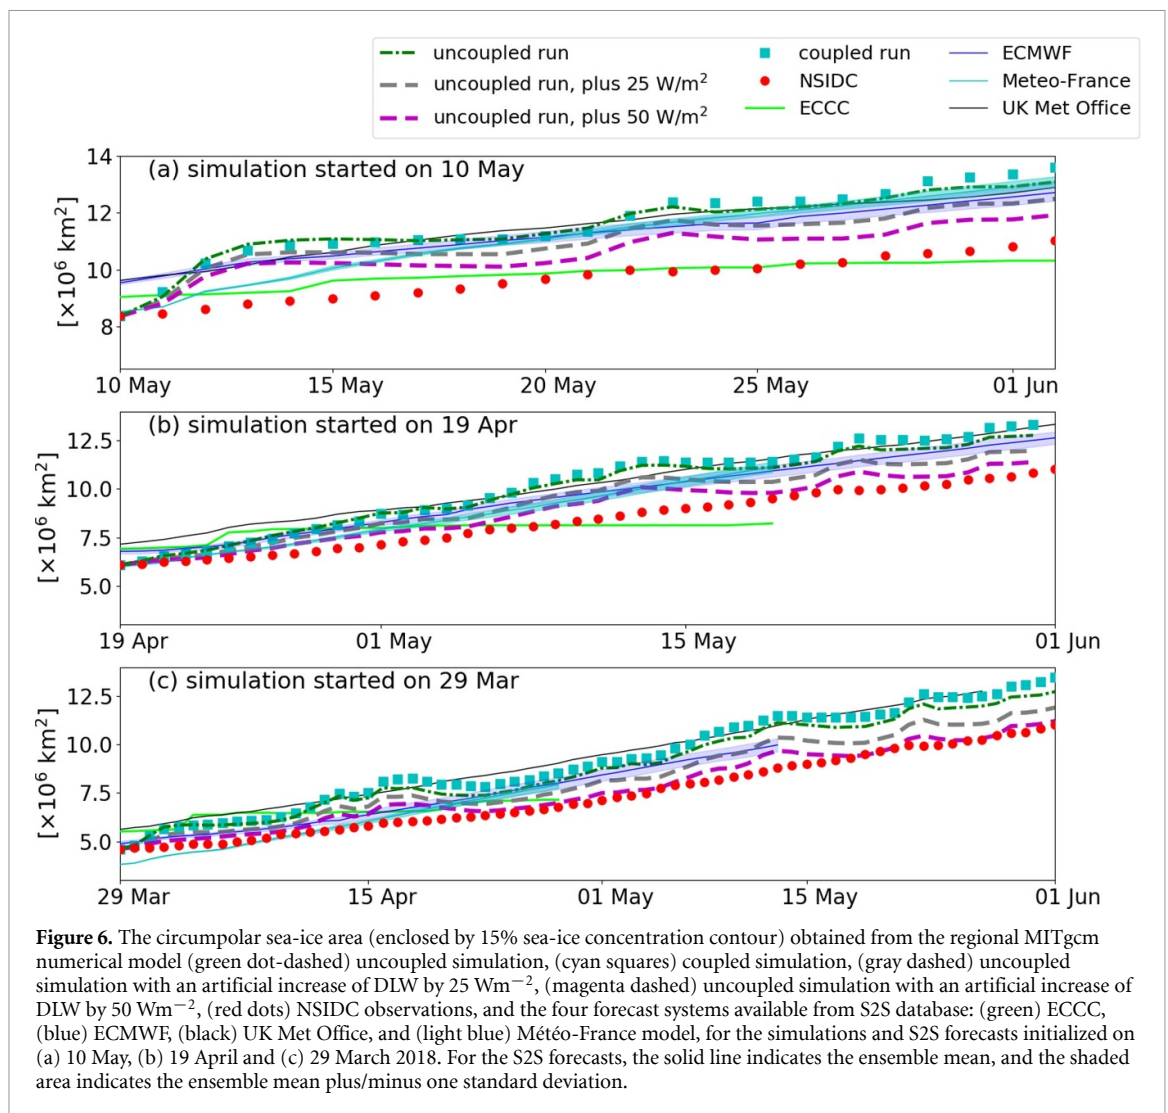 uncoupled run
uncoupled run, plus 25 W/m²
uncoupled run, plus 50 W/m²
coupled run
NSIDC
ECCC
ECMWF
Meteo-France
UK Met Office
(a) simulation started on 10 May
[×10⁶ km²]
14
12
10
8
10 May 15 May 20 May 25 May 01 Jun
(b) simulation started on 19 Apr
[×10⁶ km²]
12.5
10.0
7.5
5.0
19 Apr 01 May 15 May 01 Jun
(c) simulation started on 29 Mar
[×10⁶ km²]
12.5
10.0
7.5
5.0
29 Mar 15 Apr 01 May 15 May 01 Jun
Figure 6. The circumpolar sea-ice area (enclosed by 15% sea-ice concentration contour) obtained from the regional MITgcm
numerical model (green dot-dashed) uncoupled simulation, (cyan squares) coupled simulation, (gray dashed) uncoupled
simulation with an artificial increase of DLW by 25 Wm⁻², (magenta dashed) uncoupled simulation with an artificial increase of
DLW by 50 Wm⁻², (red dots) NSIDC observations, and the four forecast systems available from S2S database: (green) ECCC,
(blue) ECMWF, (black) UK Met Office, and (light blue) Météo-France model, for the simulations and S2S forecasts initialized on
(a) 10 May, (b) 19 April and (c) 29 March 2018. For the S2S forecasts, the solid line indicates the ensemble mean, and the shaded
area indicates the ensemble mean plus/minus one standard deviation.